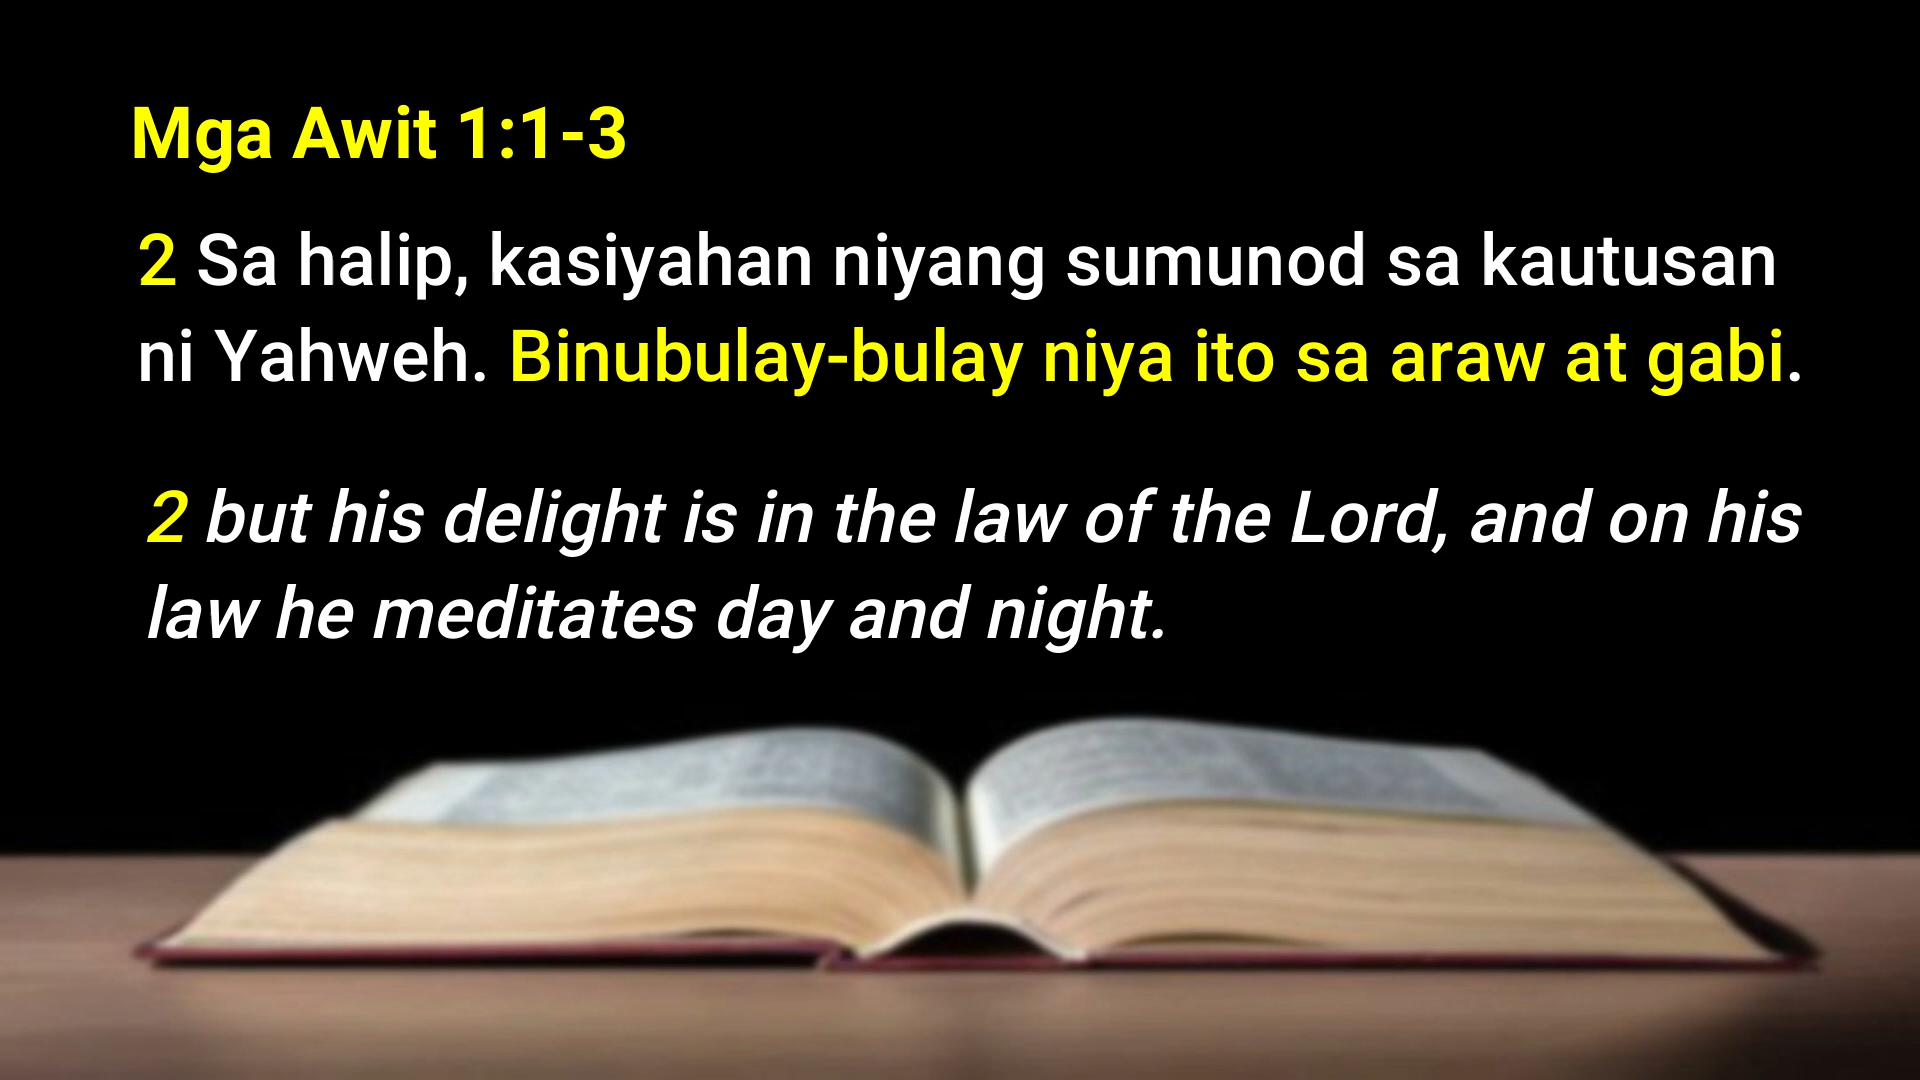 Mga Awit 1:1-3
2 Sa halip, kasiyahan niyang sumunod sa kautusan
ni Yahweh. Binubulay-bulay niya ito sa araw at gabi.
2 but his delight is in the law of the Lord, and on his
law he meditates day and night.